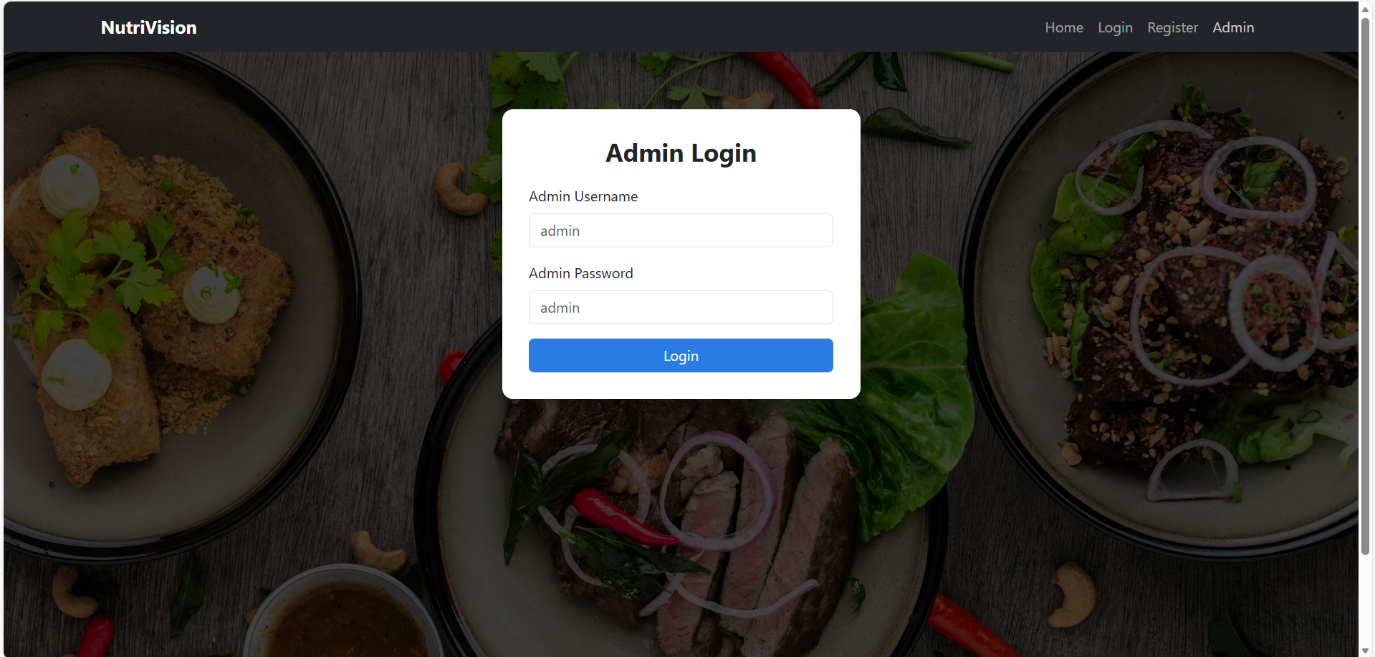 NutriVision
Home Login Register Admin
Admin Login
Admin Username
admin
Admin Password
admin
Login